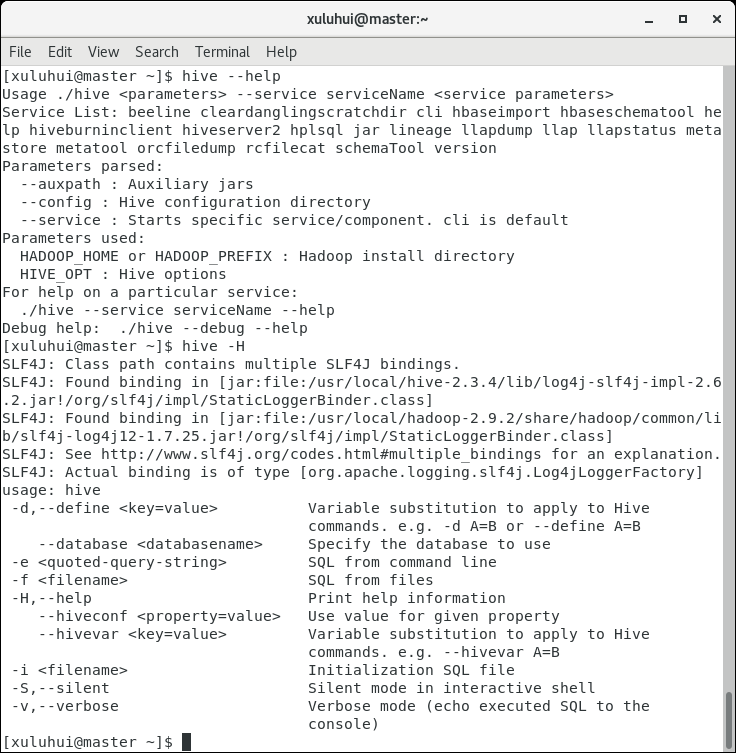 xuluhui@master:~
File Edit View Search Terminal Help
[xuluhui@master ~]$ hive --help
Usage ./hive <parameters> --service serviceName <service parameters>
Service List: beeline cleardanglingscratchdir cli hbaseimport hbaseschematool he
lp hiveburninclient hiveserver2 hplsql jar lineage llapdump llap llapstatus meta
store metatool orcfiledump rcfilecat schemaTool version
Parameters parsed:
  --auxpath : Auxiliary jars
  --config : Hive configuration directory
  --service : Starts specific service/component. cli is default
Parameters used:
  HADOOP_HOME or HADOOP_PREFIX : Hadoop install directory
  HIVE_OPT : Hive options
For help on a particular service:
  ./hive --service serviceName --help
Debug help:  ./hive --debug --help
[xuluhui@master ~]$ hive -H
SLF4J: Class path contains multiple SLF4J bindings.
SLF4J: Found binding in [jar:file:/usr/local/hive-2.3.4/lib/log4j-slf4j-impl-2.6
.2.jar!/org/slf4j/impl/StaticLoggerBinder.class]
SLF4J: Found binding in [jar:file:/usr/local/hadoop-2.9.2/share/hadoop/common/li
b/slf4j-log4j12-1.7.25.jar!/org/slf4j/impl/StaticLoggerBinder.class]
SLF4J: See http://www.slf4j.org/codes.html#multiple_bindings for an explanation.
SLF4J: Actual binding is of type [org.apache.logging.slf4j.Log4jLoggerFactory]
usage: hive
 -d,--define <key=value>          Variable substitution to apply to Hive
                                  commands. e.g. -d A=B or --define A=B
    --database <databasename>     Specify the database to use
 -e <quoted-query-string>         SQL from command line
 -f <filename>                    SQL from files
 -H,--help                        Print help information
    --hiveconf <property=value>   Use value for given property
    --hivevar <key=value>         Variable substitution to apply to Hive
                                  commands. e.g. --hivevar A=B
 -i <filename>                    Initialization SQL file
 -S,--silent                      Silent mode in interactive shell
 -v,--verbose                     Verbose mode (echo executed SQL to the
                                  console)
[xuluhui@master ~]$